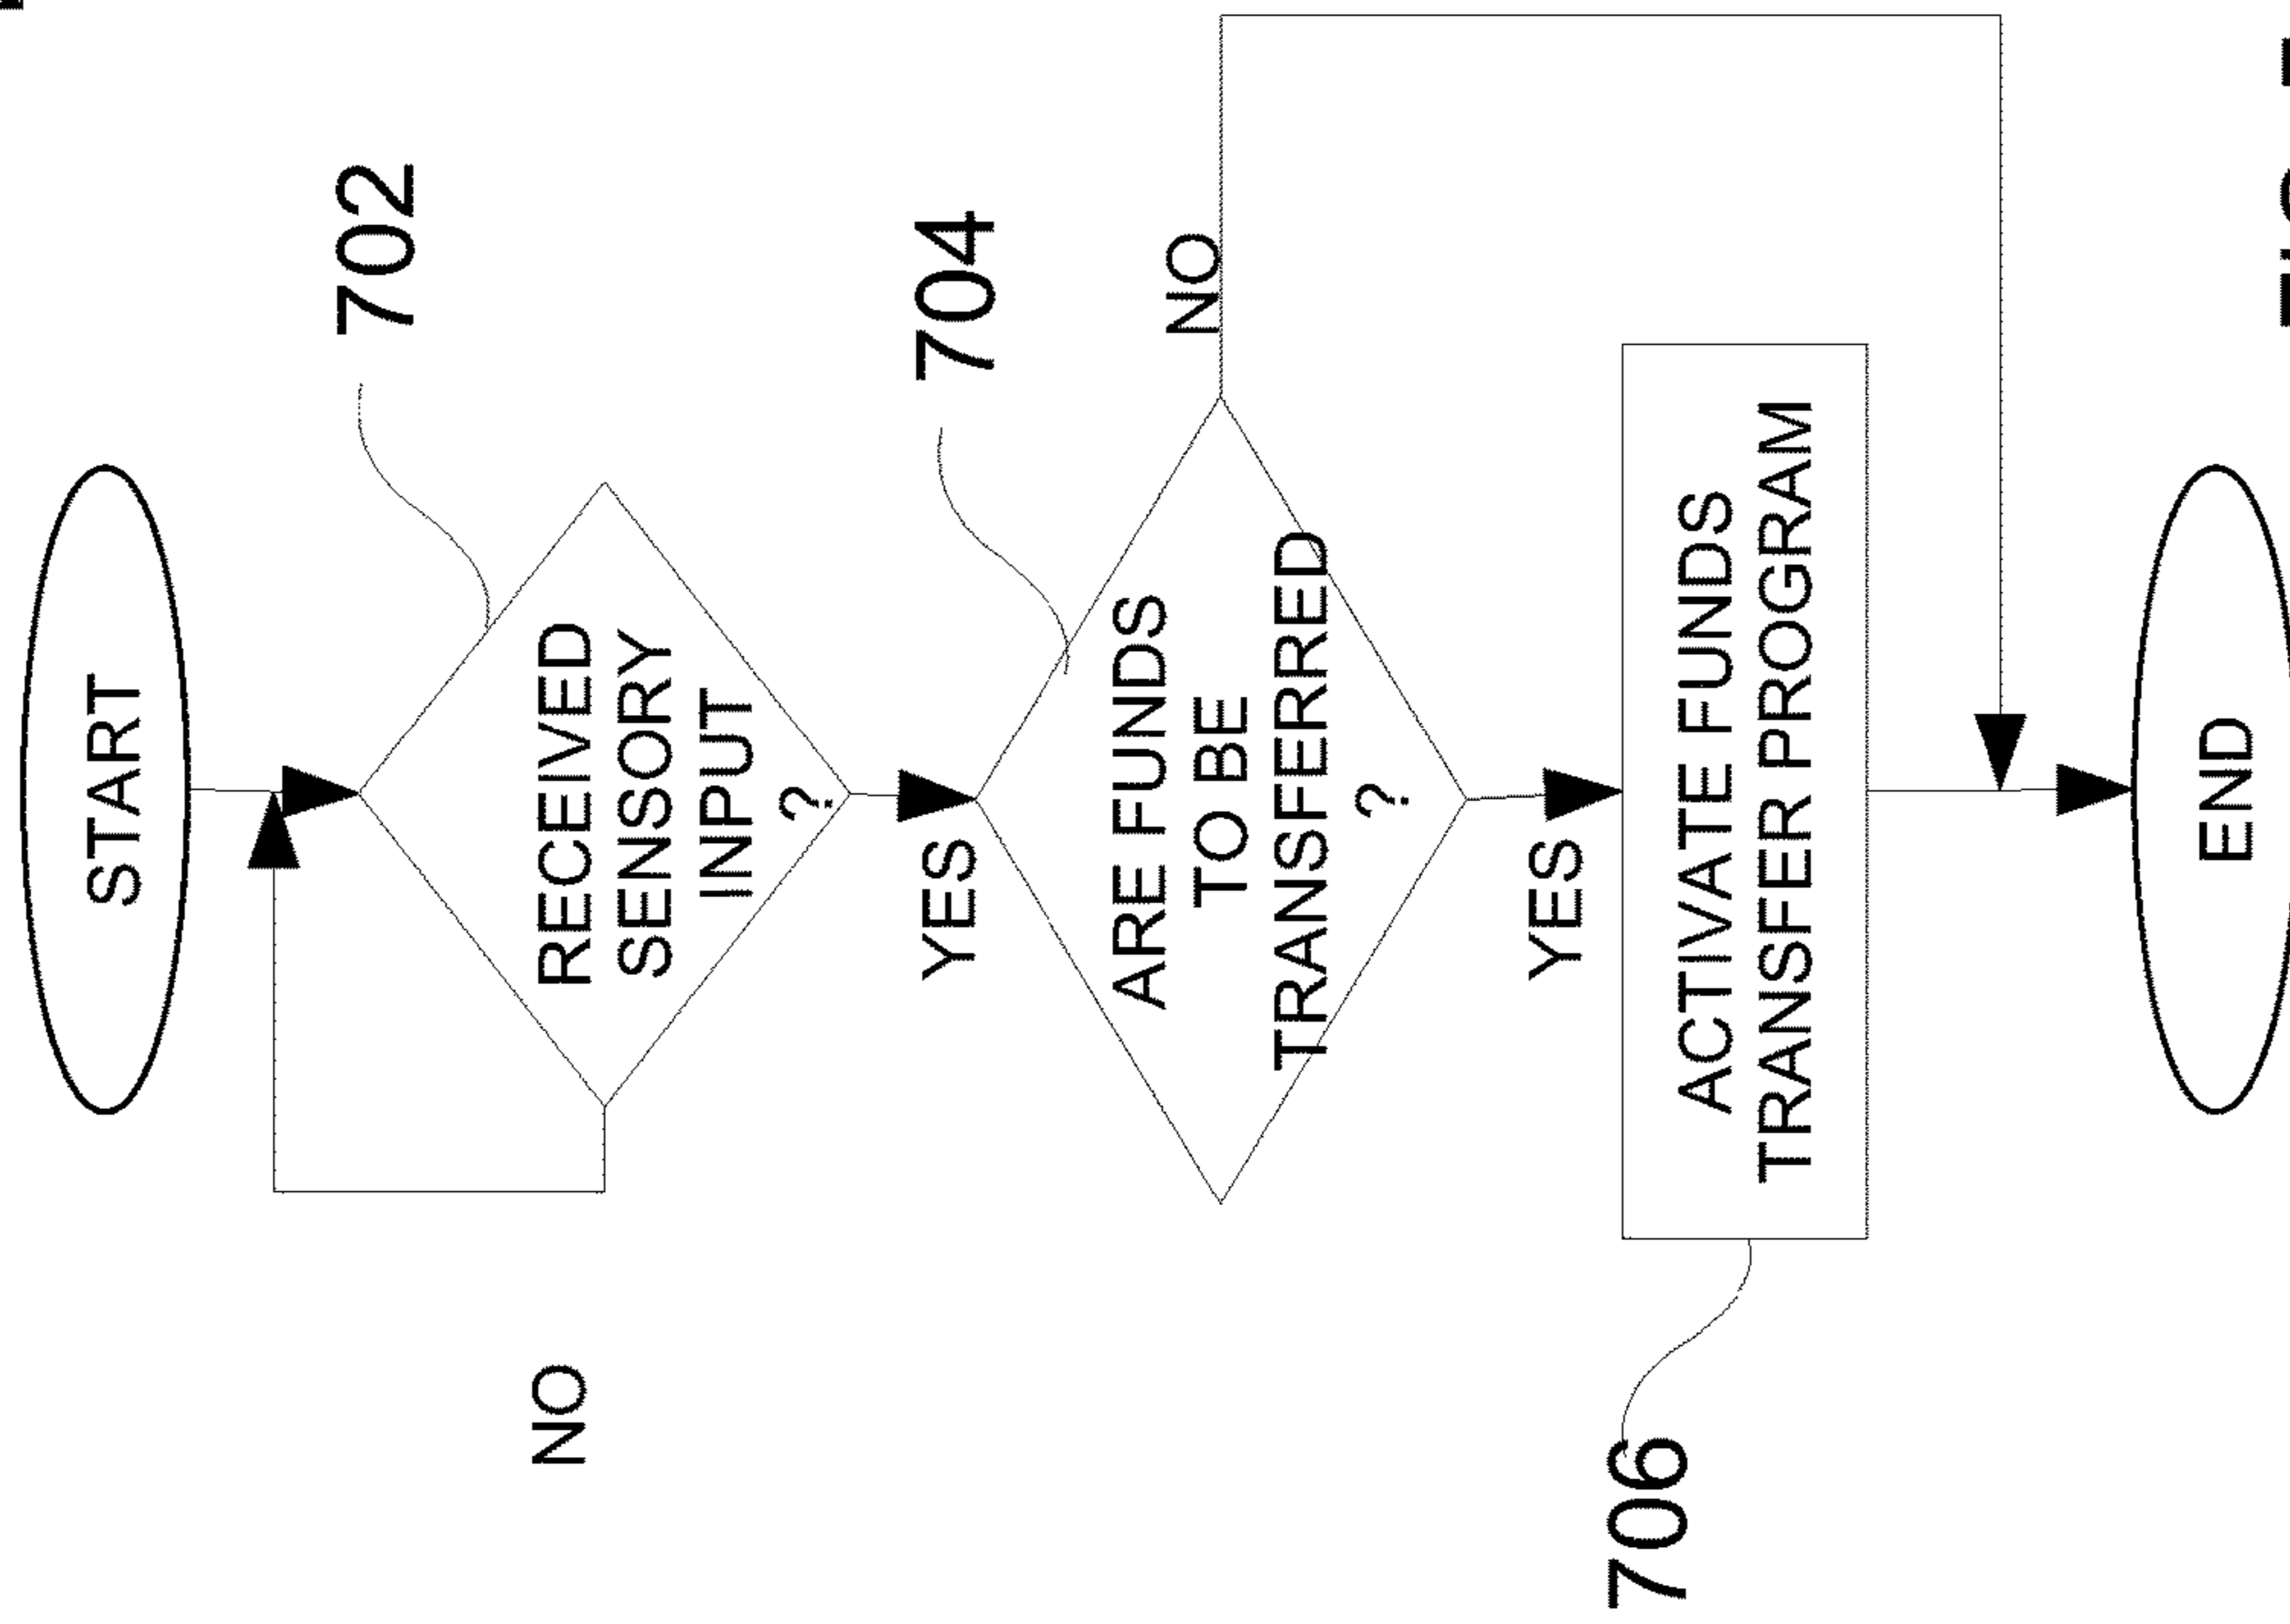 START
702
RECEIVED
SENSORY
INPUT
?
NO
YES
704
ARE FUNDS
TO BE
TRANSFERRED
?
NO
YES
706
ACTIVATE FUNDS
TRANSFER PROGRAM
END